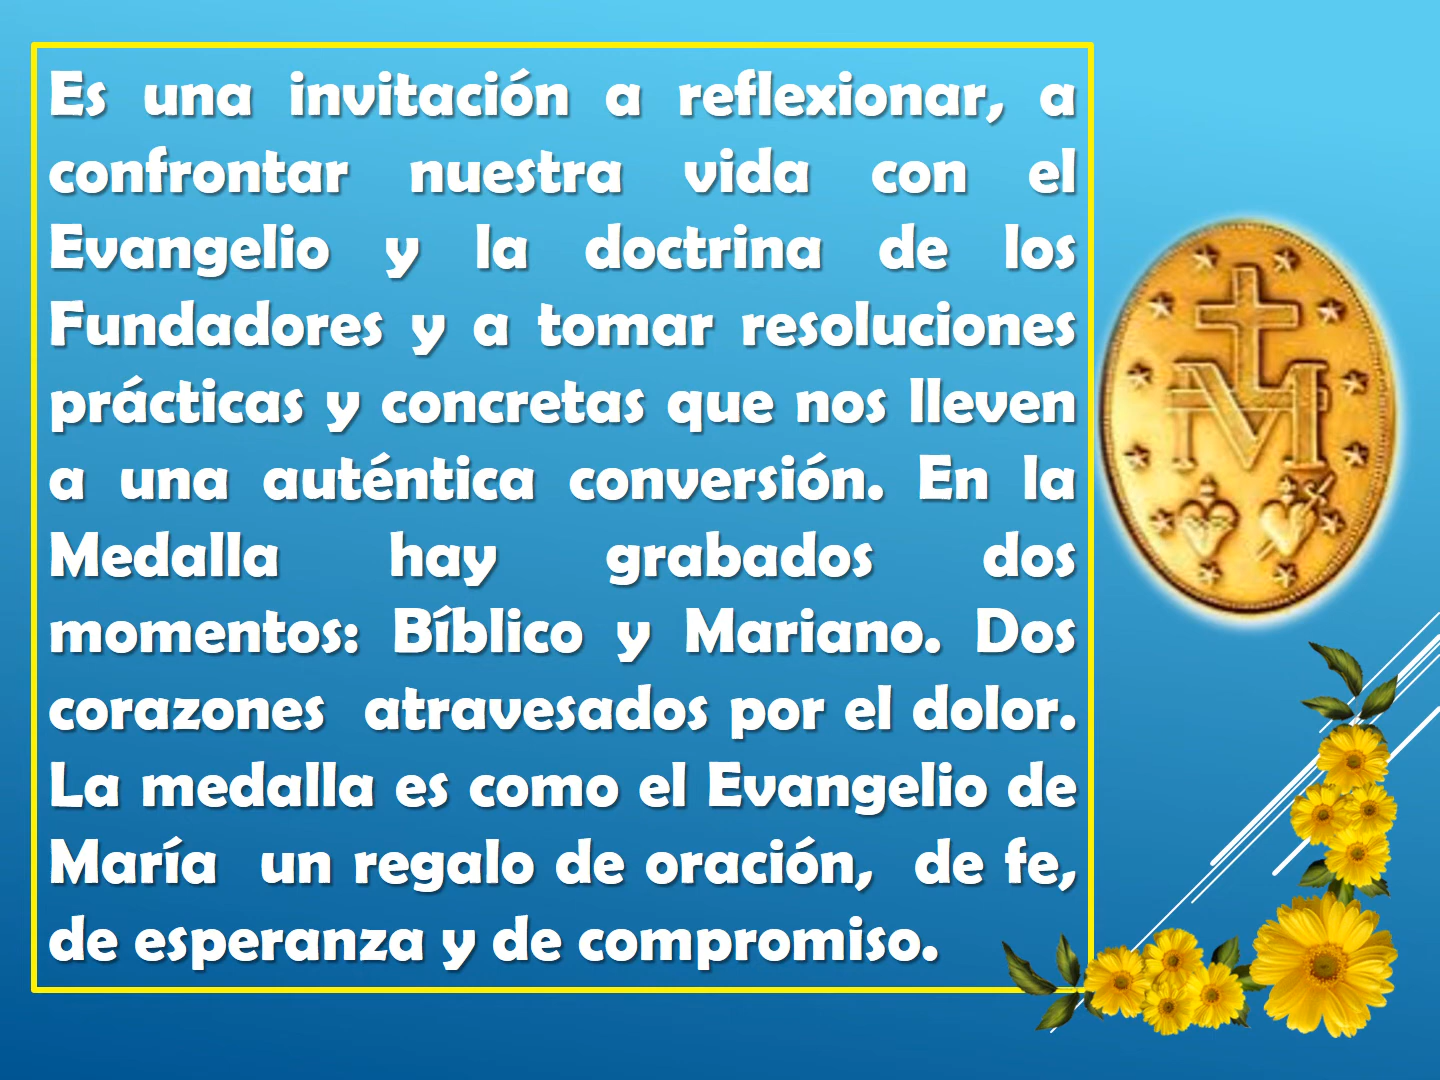 Es una invitación a reflexionar, a
confrontar nuestra vida con el
Evangelio y la doctrina de los
Fundadores y a tomar resoluciones
prácticas y concretas que nos lleven
a una auténtica conversión. En la
Medalla hay grabados dos
momentos: Bíblico y Mariano. Dos
corazones atravesados por el dolor.
La medalla es como el Evangelio de
María un regalo de oración, de fe,
de esperanza y de compromiso.
M